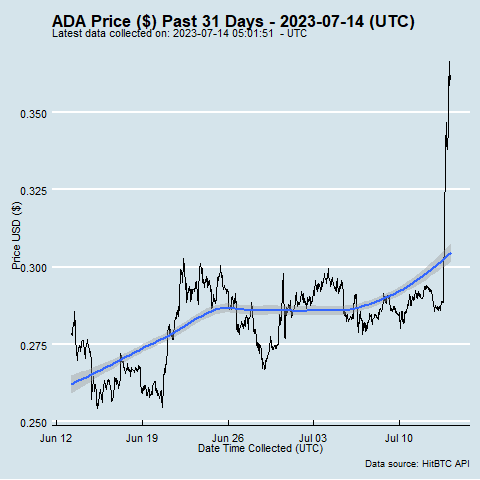 ADA Price ($) Past 31 Days - 2023-07-14 (UTC)
Latest data collected on: 2023-07-14 05:01:51 - UTC
Price USD ($)
0.350
0.325
0.300
0.275
0.250
Jun 12 Jun 19 Jun 26 Jul 03 Jul 10
Date Time Collected (UTC)
Data source: HitBTC API